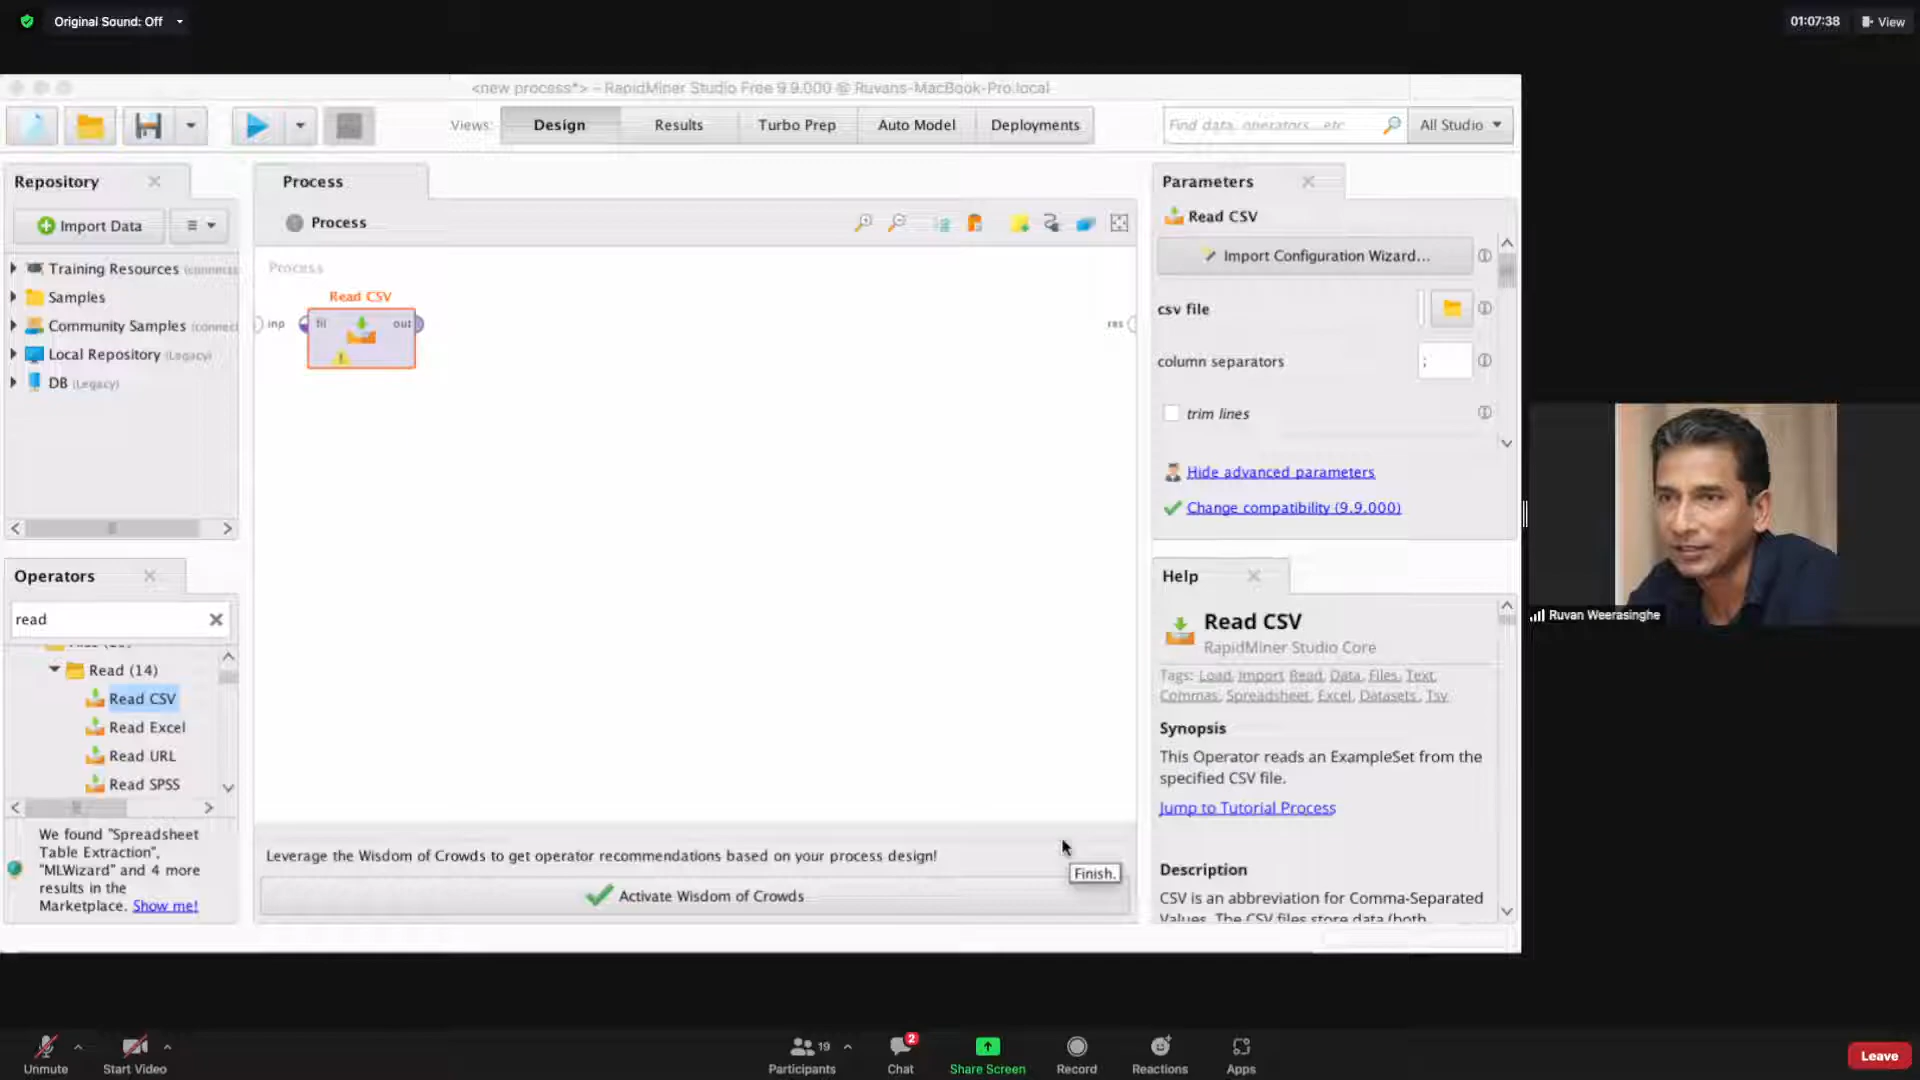 Original Sound: Off
01:07:38
View
<new process*> – RapidMiner Studio Free 9.9.000 @ Ruvans-MacBook-Pro.local
Views:
Design
Results
Turbo Prep
Auto Model
Deployments
Find data, operators...etc
All Studio
Repository
Import Data
Training Resources (connec
Samples
Community Samples (connec
Local Repository (Legacy)
DB (Legacy)
Operators
read
Read (14)
Read CSV
Read Excel
Read URL
Read SPSS
We found "Spreadsheet
Table Extraction",
"MLWizard" and 4 more
results in the
Marketplace. Show me!
Process
Process
Process
Read CSV
inp
fil
out
res
Leverage the Wisdom of Crowds to get operator recommendations based on your process design!
Finish.
Activate Wisdom of Crowds
Parameters
Read CSV
Import Configuration Wizard...
csv file
column separators
;
trim lines
Hide advanced parameters
Change compatibility (9.9.000)
Help
Read CSV
RapidMiner Studio Core
Tags: Load, Import, Read, Data, Files, Text,
Commas, Spreadsheet, Excel, Datasets, Tsv
Synopsis
This Operator reads an ExampleSet from the
specified CSV file.
Jump to Tutorial Process
Description
CSV is an abbreviation for Comma-Separated
Values. The CSV files store data (both
Ruvan Weerasinghe
Unmute
Start Video
19
Participants
2
Chat
Share Screen
Record
Reactions
Apps
Leave